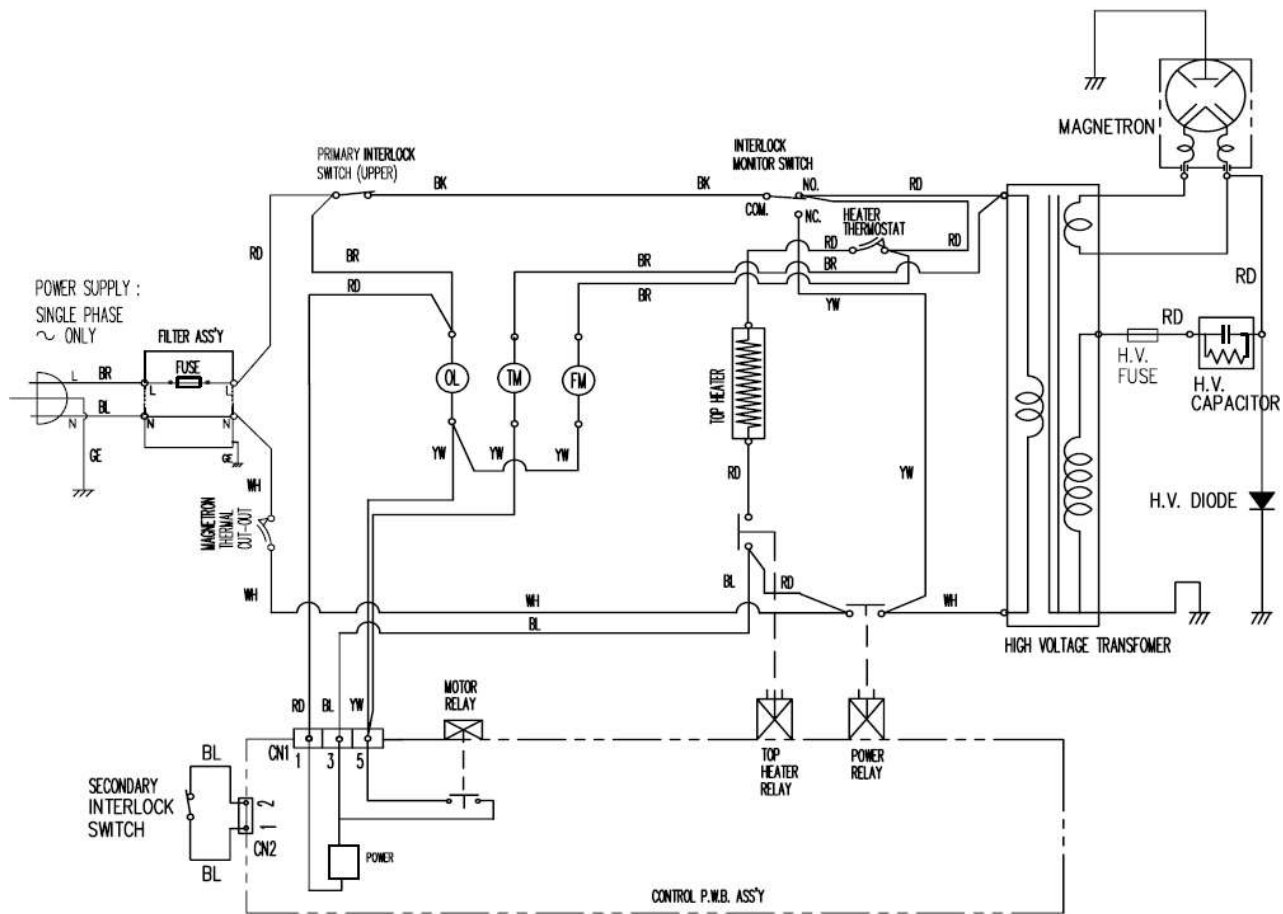 MAGNETRON
PRIMARY INTERLOCK
SWITCH (UPPER)
INTERLOCK
MONITOR SWITCH
BK
BK
NO.
RD
COM.
NC.
HEATER
THERMOSTAT
RD
RD
RD
BR
BR
BR
RD
BR
YW
RD
POWER SUPPLY :
SINGLE PHASE
~ ONLY
FILTER ASS'Y
FUSE
L
BR
L
L
BL
N
N
N
GE
GE
OL
TM
FM
TOP HEATER
RD
H.V.
FUSE
H.V.
CAPACITOR
YW
YW
YW
RD
YW
WH
MAGNETRON
THERMAL
CUT-OUT
H.V. DIODE
WH
WH
BL
RD
WH
BL
HIGH VOLTAGE TRANSFOMER
RD
BL
YW
MOTOR
RELAY
CN1
1
3
5
TOP
HEATER
RELAY
POWER
RELAY
BL
SECONDARY
INTERLOCK
SWITCH
2
1
CN2
BL
POWER
CONTROL P.W.B. ASS'Y